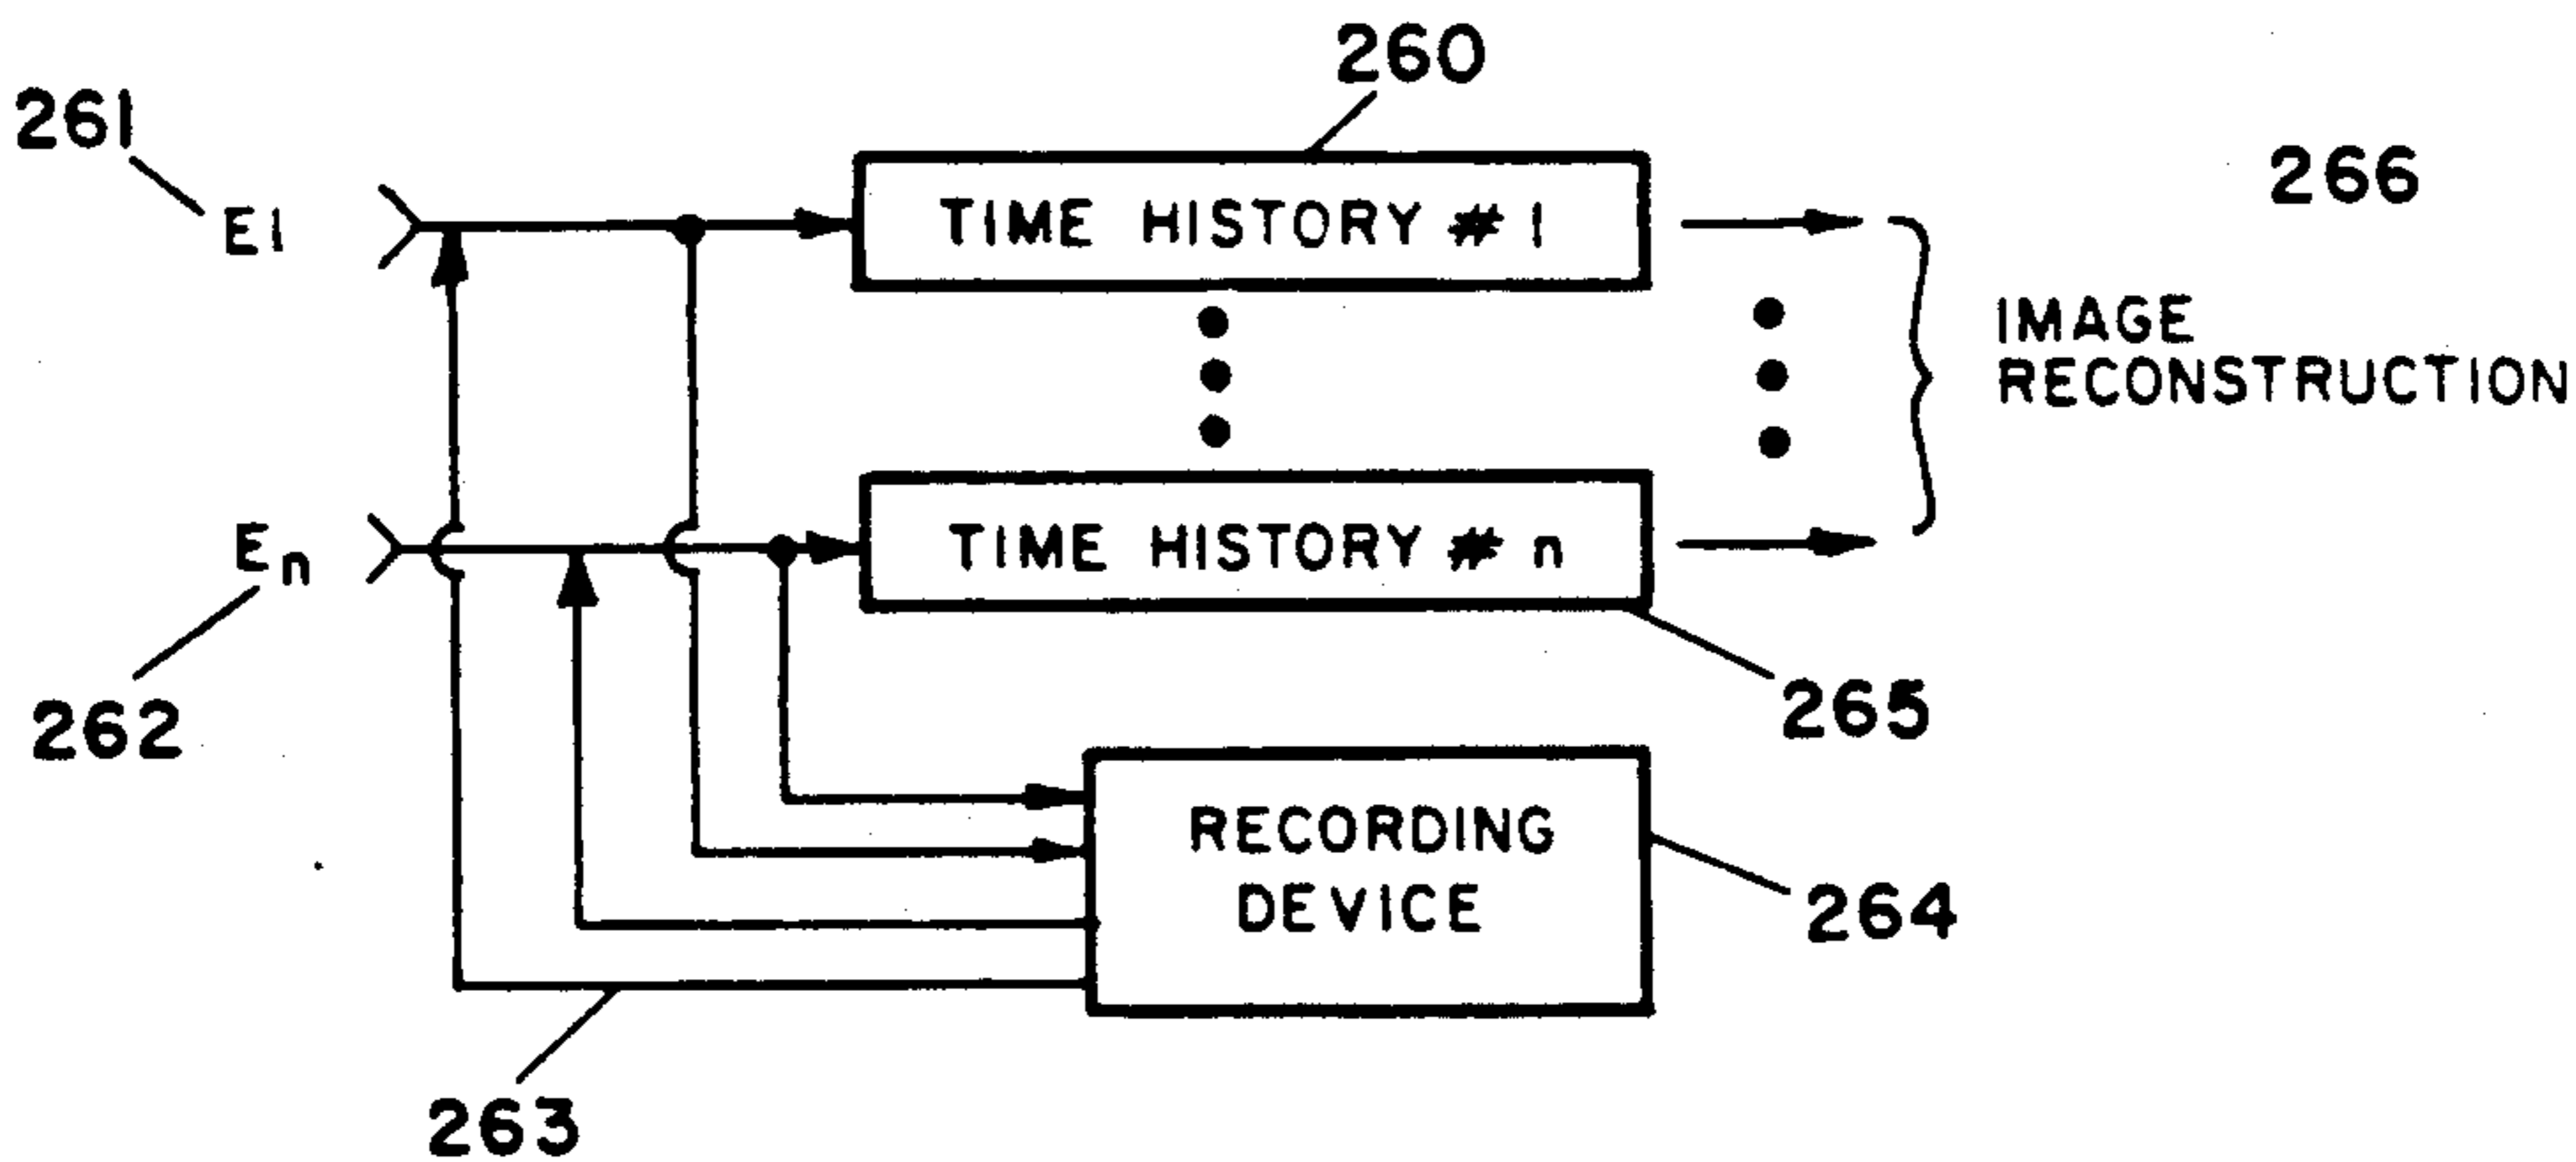 260
261
266
E1
TIME HISTORY # 1
IMAGE
RECONSTRUCTION
En
TIME HISTORY # n
262
265
RECORDING
DEVICE
264
263